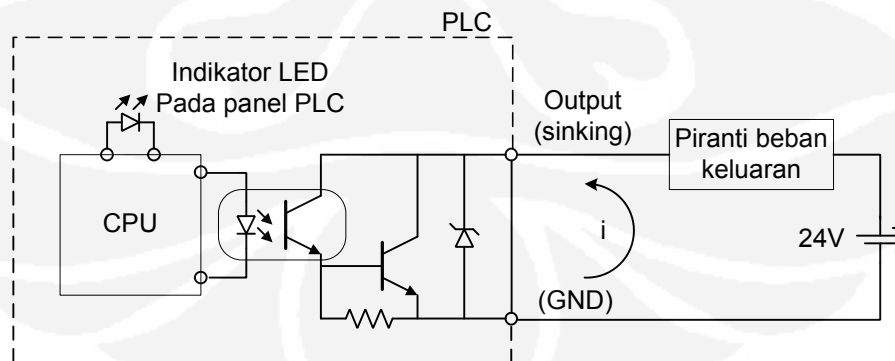 PLC
Indikator LED
Pada panel PLC
Output
(sinking)
Piranti beban
keluaran
CPU
i
24V
+
(GND)